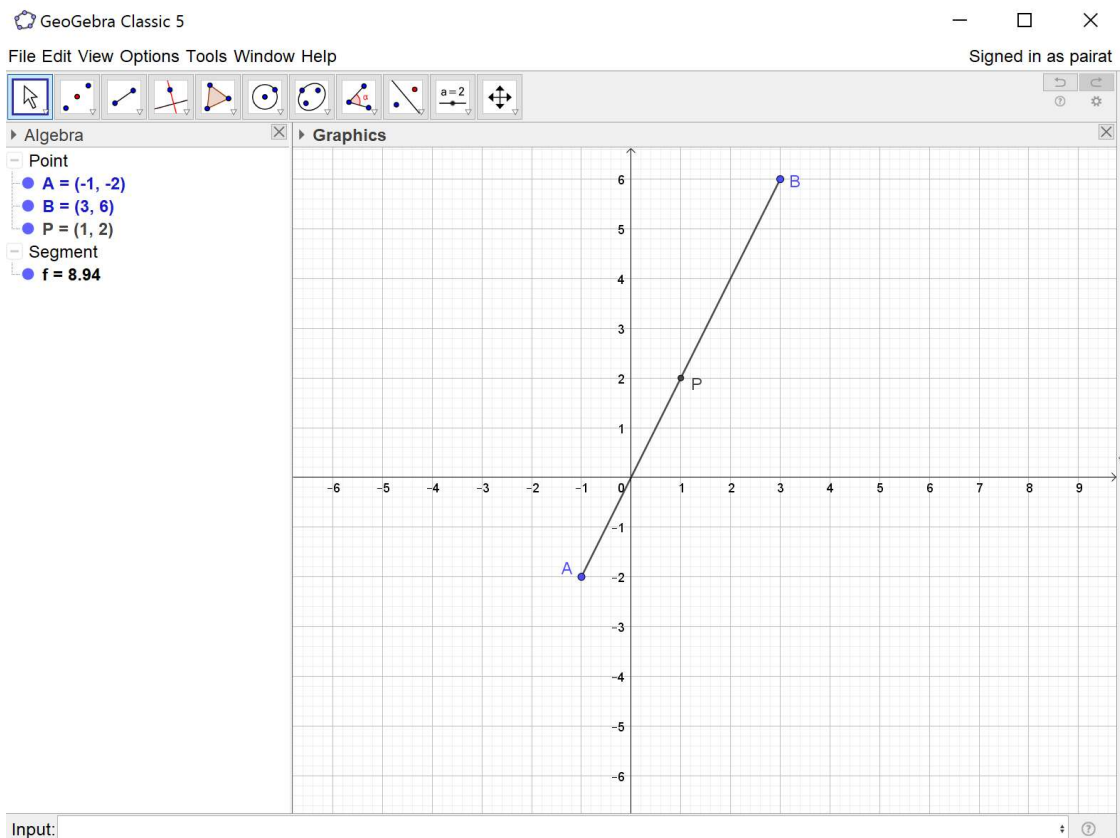 GeoGebra Classic 5
File Edit View Options Tools Window Help
Signed in as pairat
a=2
α
Algebra
Graphics
Point
A = (-1, -2)
B = (3, 6)
P = (1, 2)
Segment
f = 8.94
6
B
5
4
3
2
P
1
-6 -5 -4 -3 -2 -1 0 1 2 3 4 5 6 7 8 9
-1
A
-2
-3
-4
-5
-6
Input: